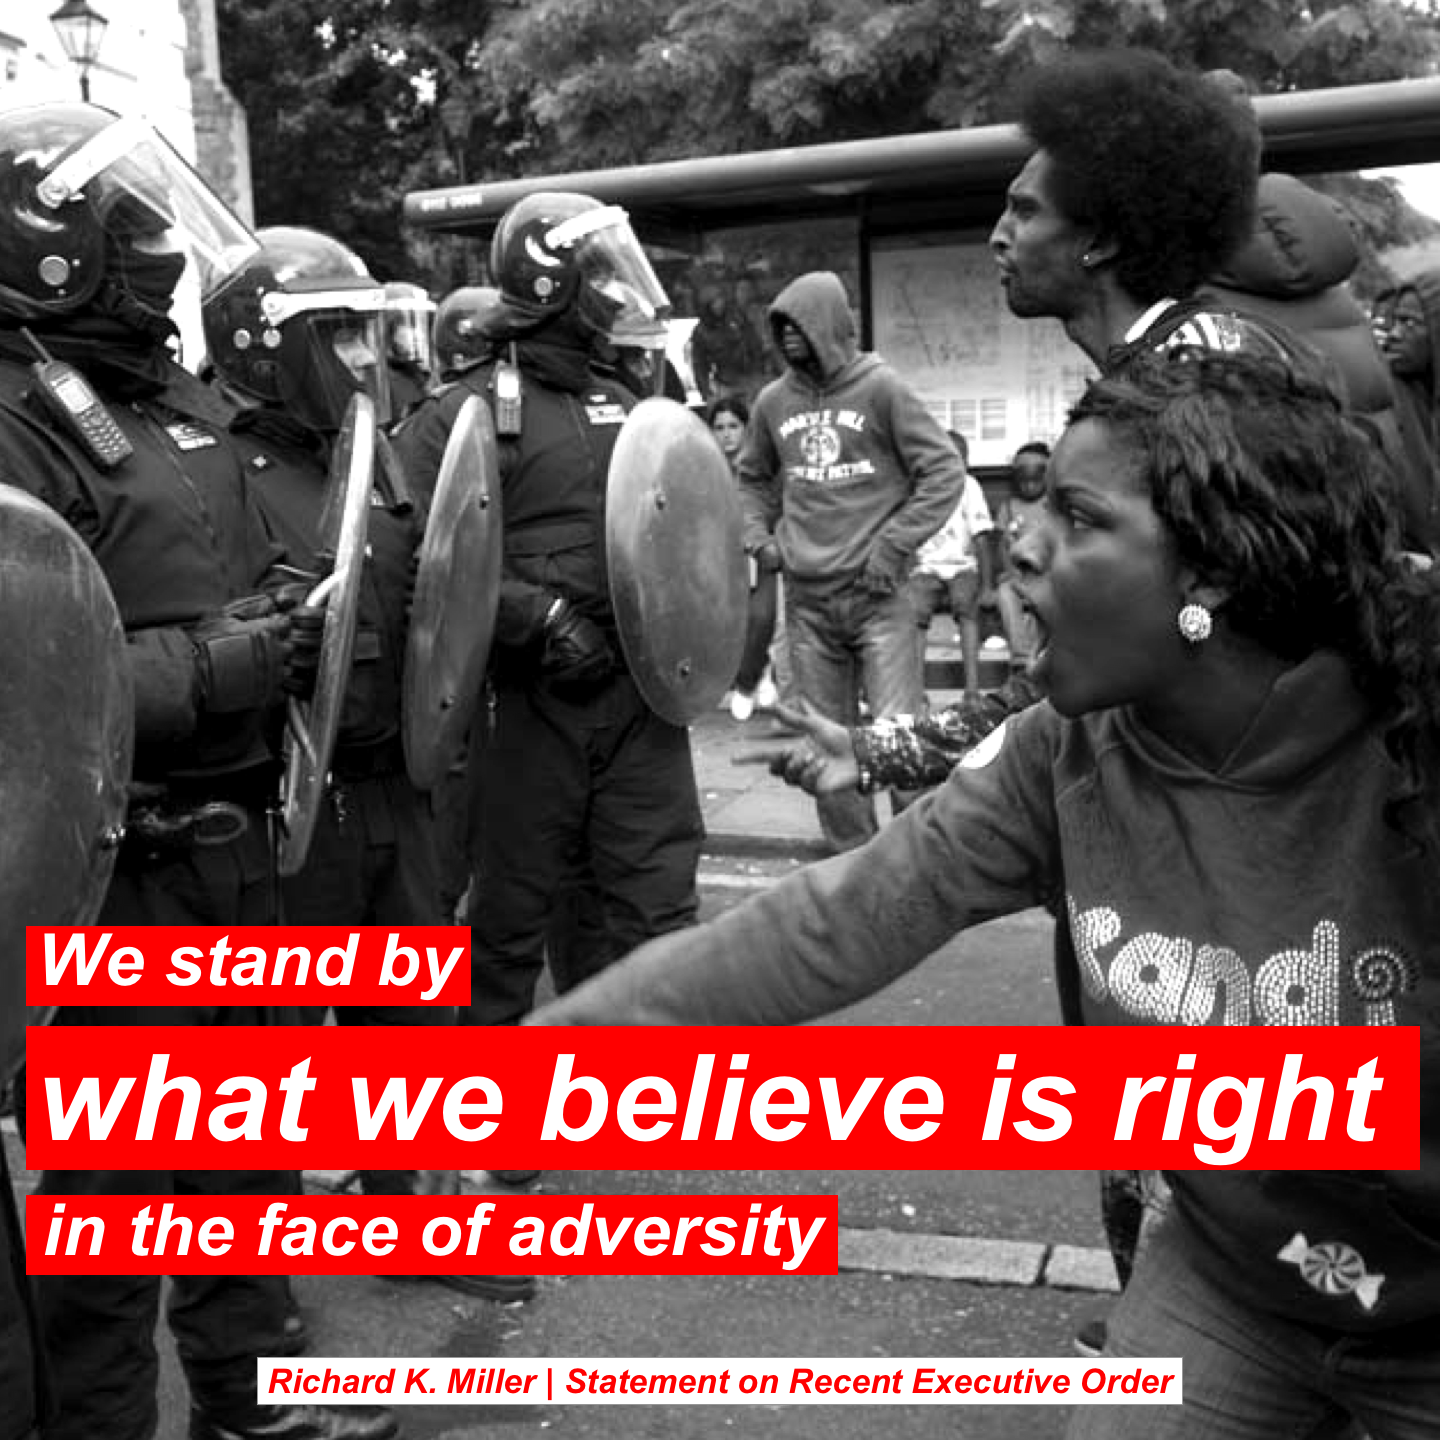 We stand by
what we believe is right
in the face of adversity
Richard K. Miller | Statement on Recent Executive Order